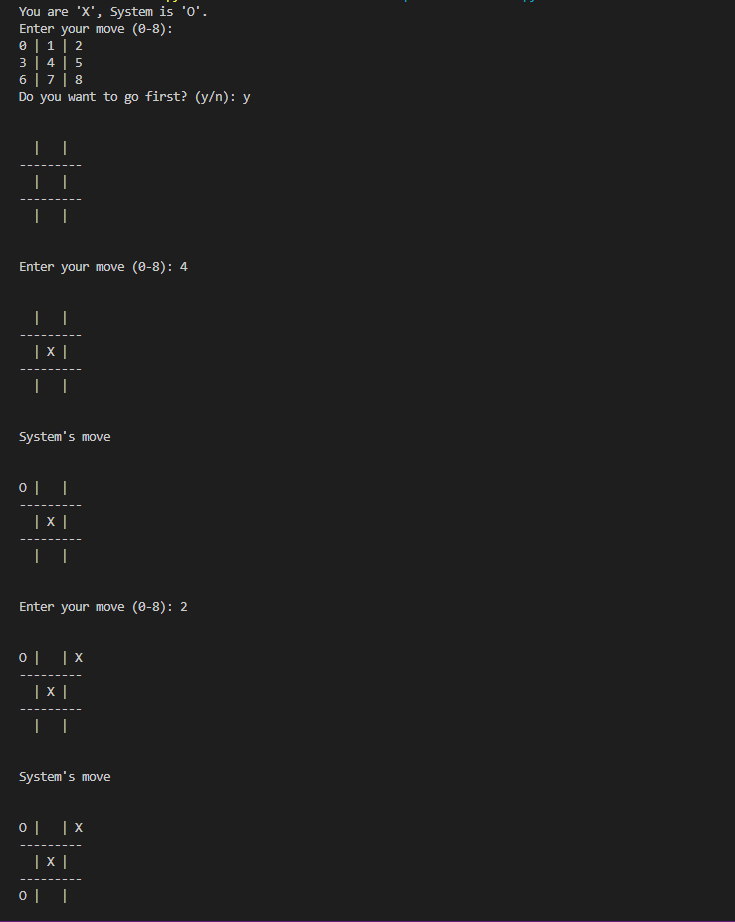 You are 'X', System is 'O'.
Enter your move (0-8):
0 | 1 | 2
3 | 4 | 5
6 | 7 | 8
Do you want to go first? (y/n): y
  |   |
---------
  |   |
---------
  |   |
Enter your move (0-8): 4
  |   |
---------
  | X |
---------
  |   |
System's move
O |   |
---------
  | X |
---------
  |   |
Enter your move (0-8): 2
O |   | X
---------
  | X |
---------
  |   |
System's move
O |   | X
---------
  | X |
---------
O |   |